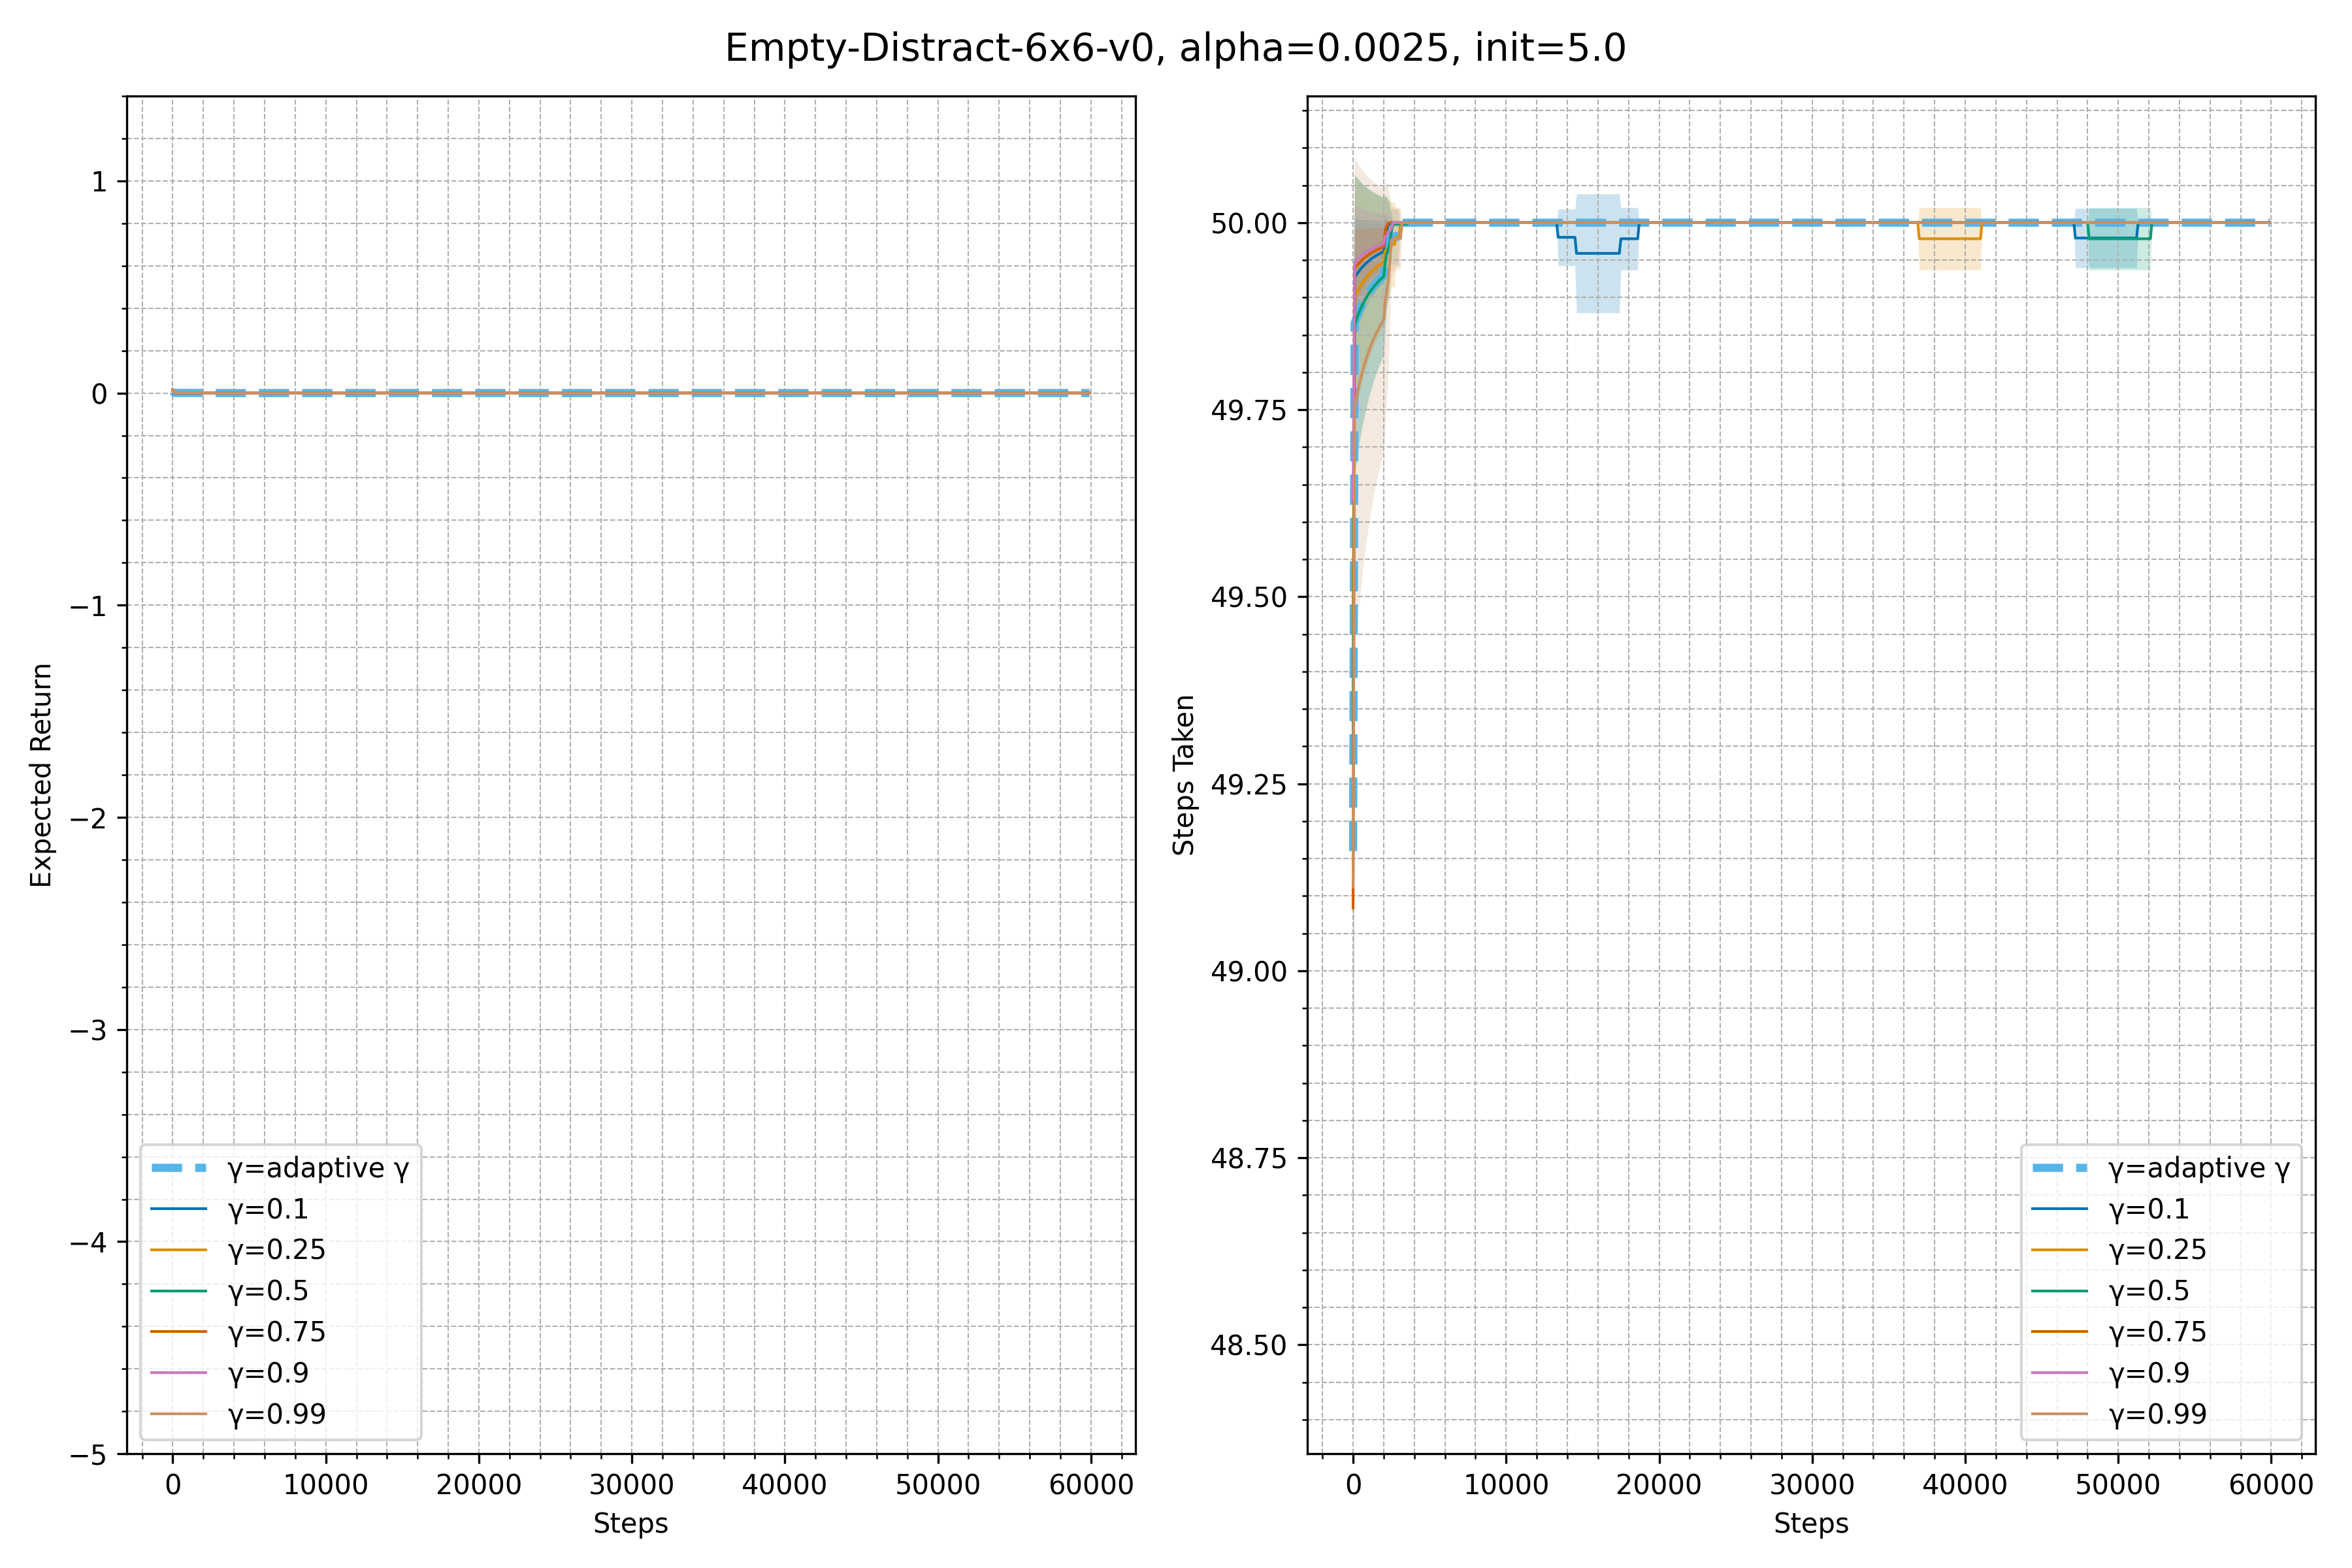 Empty-Distract-6x6-v0, alpha=0.0025, init=5.0
Expected Return
1
0
−1
−2
−3
−4
−5
0
10000
20000
30000
40000
50000
60000
Steps
γ=adaptive γ
γ=0.1
γ=0.25
γ=0.5
γ=0.75
γ=0.9
γ=0.99
Steps Taken
50.00
49.75
49.50
49.25
49.00
48.75
48.50
0
10000
20000
30000
40000
50000
60000
Steps
γ=adaptive γ
γ=0.1
γ=0.25
γ=0.5
γ=0.75
γ=0.9
γ=0.99